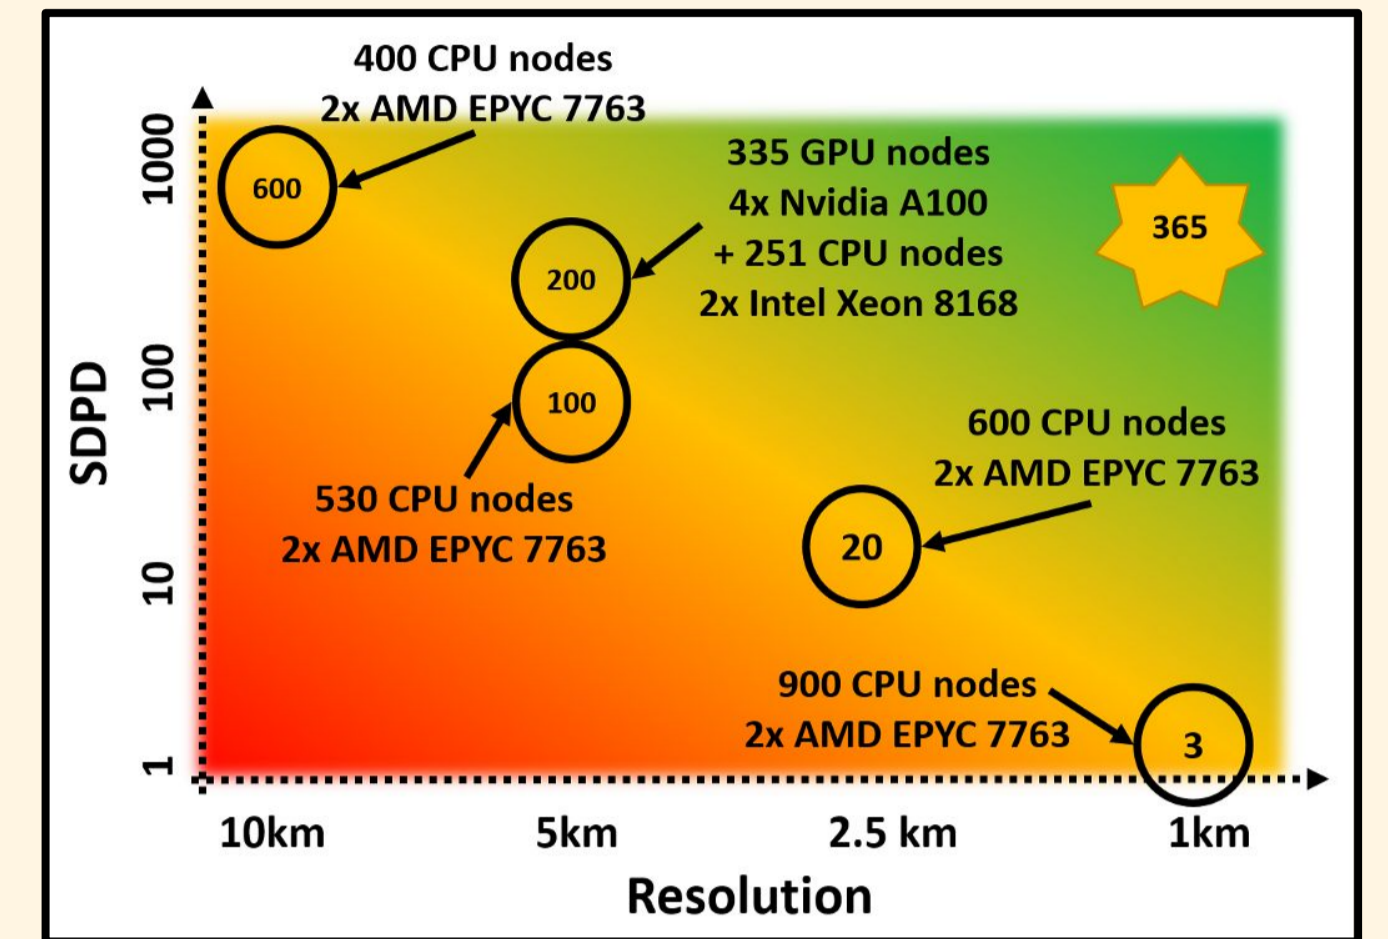 400 CPU nodes
2x AMD EPYC 7763
600
335 GPU nodes
4x Nvidia A100
+ 251 CPU nodes
2x Intel Xeon 8168
200
365
100
530 CPU nodes
2x AMD EPYC 7763
600 CPU nodes
2x AMD EPYC 7763
20
900 CPU nodes
2x AMD EPYC 7763
3
SDPD
1000
100
10
1
10km
5km
2.5 km
1km
Resolution